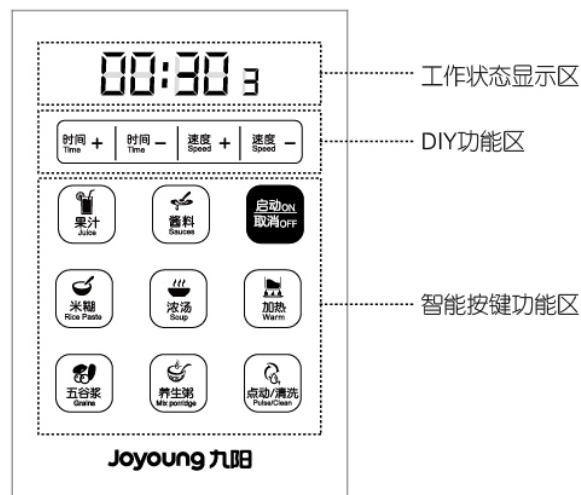 00:30 3
工作状态显示区
时间 + 时间 − 速度 + 速度 −
Time Time Speed Speed
DIY功能区
果汁 酱料 启动ON
Juice Sauces 取消OFF
米糊 浓汤 加热
Rice Paste Soup Warm
智能按键功能区
五谷浆 养生粥 点动/清洗
Grains Mix porridge Pulse/Clean
Joyoung 九阳